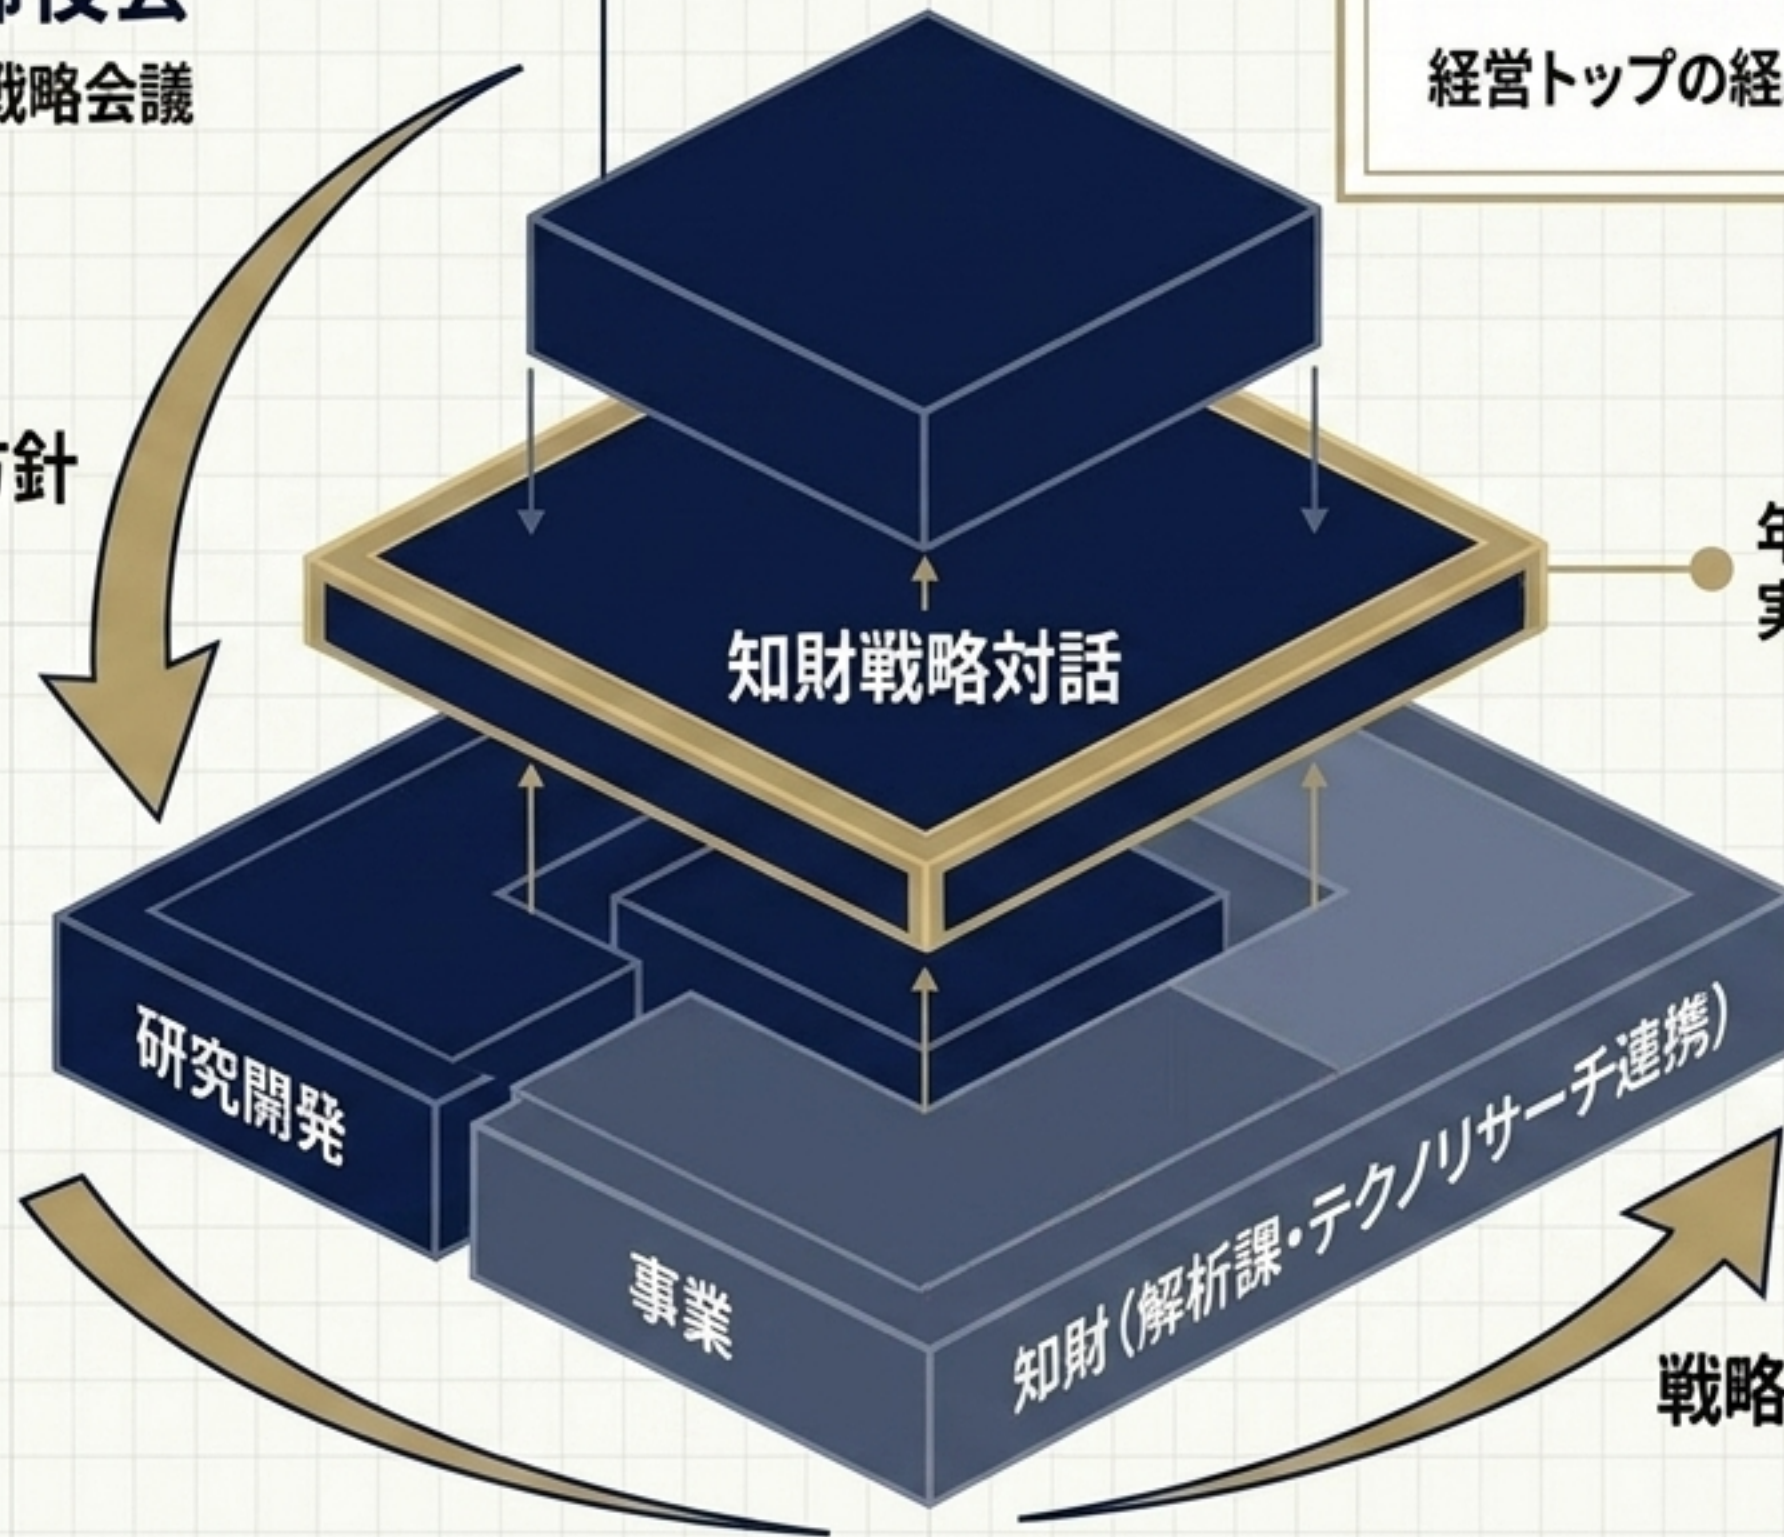 戦略会議
経営トップの経
方針
知財戦略対話
研究開発
事業
知財（解析課・テクノリサーチ連携）
戦略